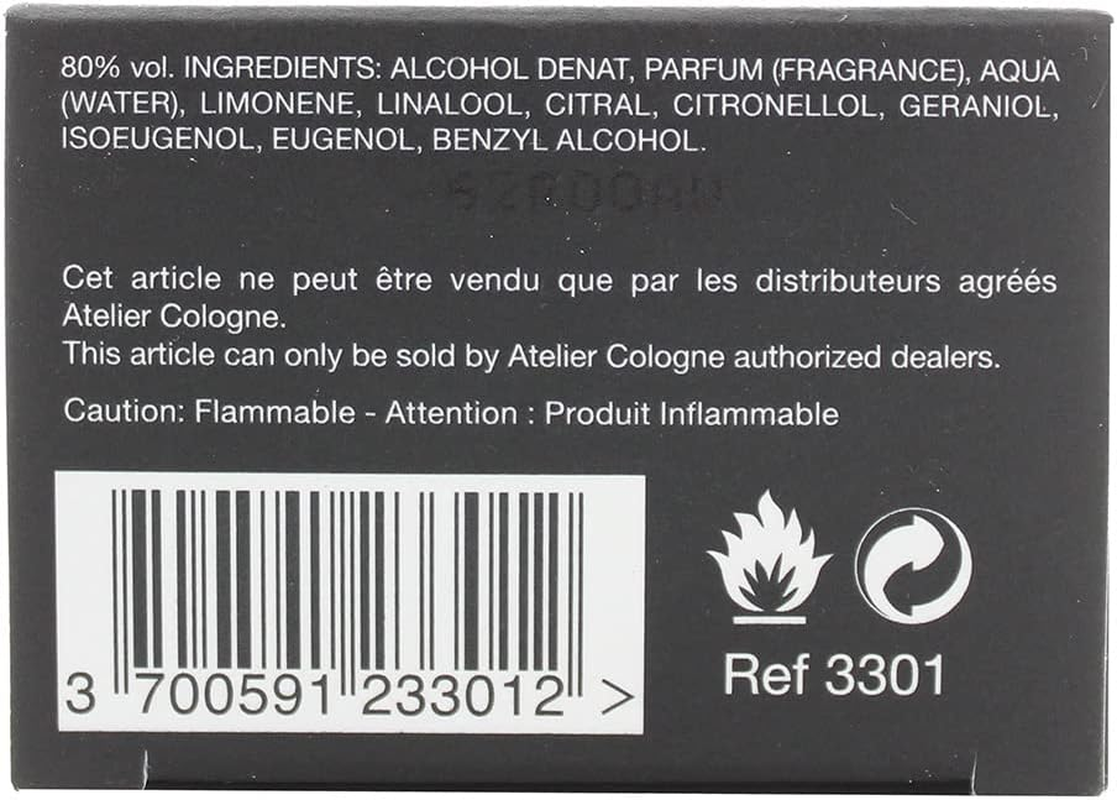 80% vol. INGREDIENTS: ALCOHOL DENAT, PARFUM (FRAGRANCE), AQUA
(WATER), LIMONENE, LINALOOL, CITRAL, CITRONELLOL, GERANIOL,
ISOEUGENOL, EUGENOL, BENZYL ALCOHOL.
Cet article ne peut être vendu que par les distributeurs agréés
Atelier Cologne.
This article can only be sold by Atelier Cologne authorized dealers.
Caution: Flammable - Attention : Produit Inflammable
3 700591 233012 >
Ref 3301